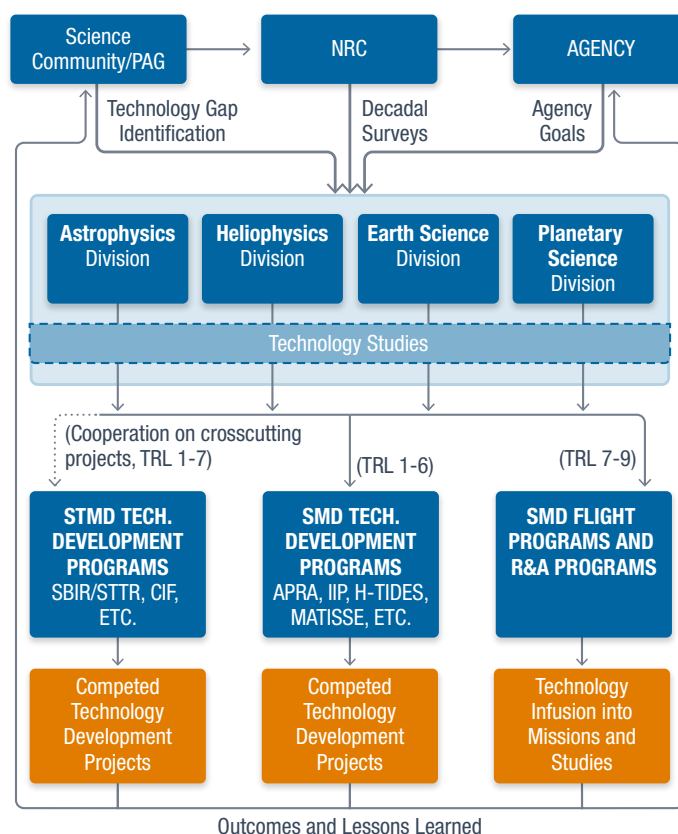 Science
Community/PAG
NRC
AGENCY
Technology Gap
Identification
Decadal
Surveys
Agency
Goals
Astrophysics
Division
Heliophysics
Division
Earth Science
Division
Planetary
Science
Division
Technology Studies
(Cooperation on crosscutting
projects, TRL 1-7)
(TRL 1-6)
(TRL 7-9)
STMD TECH.
DEVELOPMENT
PROGRAMS
SBIR/STTR, CIF,
ETC.
SMD TECH.
DEVELOPMENT
PROGRAMS
APRA, IIP, H-TIDES,
MATISSE, ETC.
SMD FLIGHT
PROGRAMS AND
R&A PROGRAMS
Competed
Technology
Development
Projects
Competed
Technology
Development
Projects
Technology
Infusion into
Missions and
Studies
Outcomes and Lessons Learned